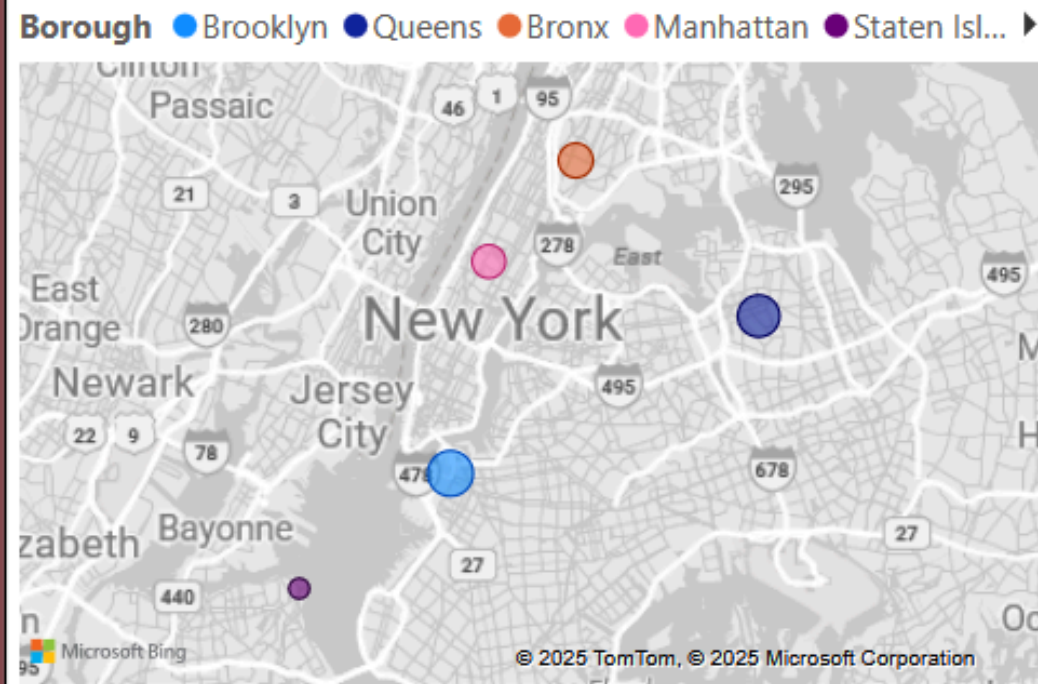 Borough Brooklyn Queens Bronx Manhattan Staten Isl...
Clifton
Passaic
46
1
95
21
3
295
Union
City
278
East
495
East
Orange
280
New York
Newark
Jersey
City
495
22
9
78
478
678
Bayonne
zabeth
27
27
440
n
Oc
M
H
95
Microsoft Bing
© 2025 TomTom, © 2025 Microsoft Corporation